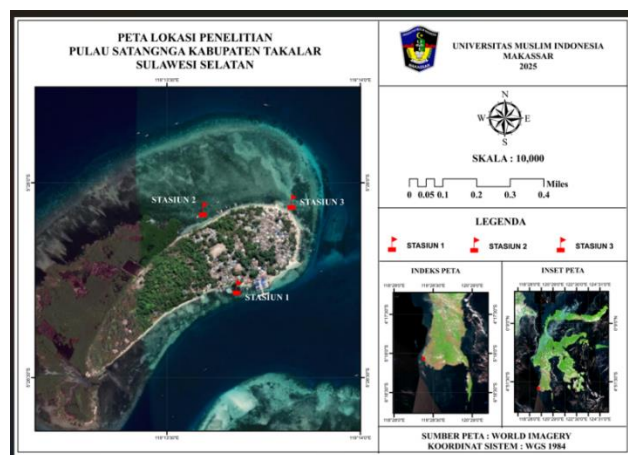 PETA LOKASI PENELITIAN
PULAU SATANGNGA KABUPATEN TAKALAR
SULAWESI SELATAN
UNIVERSITAS MUSLIM INDONESIA
MAKASSAR
2025
N
W E
S
SKALA : 10,000
Miles
0 0.05 0.1 0.2 0.3 0.4
LEGENDA
STASIUN 1 STASIUN 2 STASIUN 3
STASIUN 2
STASIUN 3
STASIUN 1
INDEKS PETA
INSET PETA
SUMBER PETA : WORLD IMAGERY
KOORDINAT SISTEM : WGS 1984